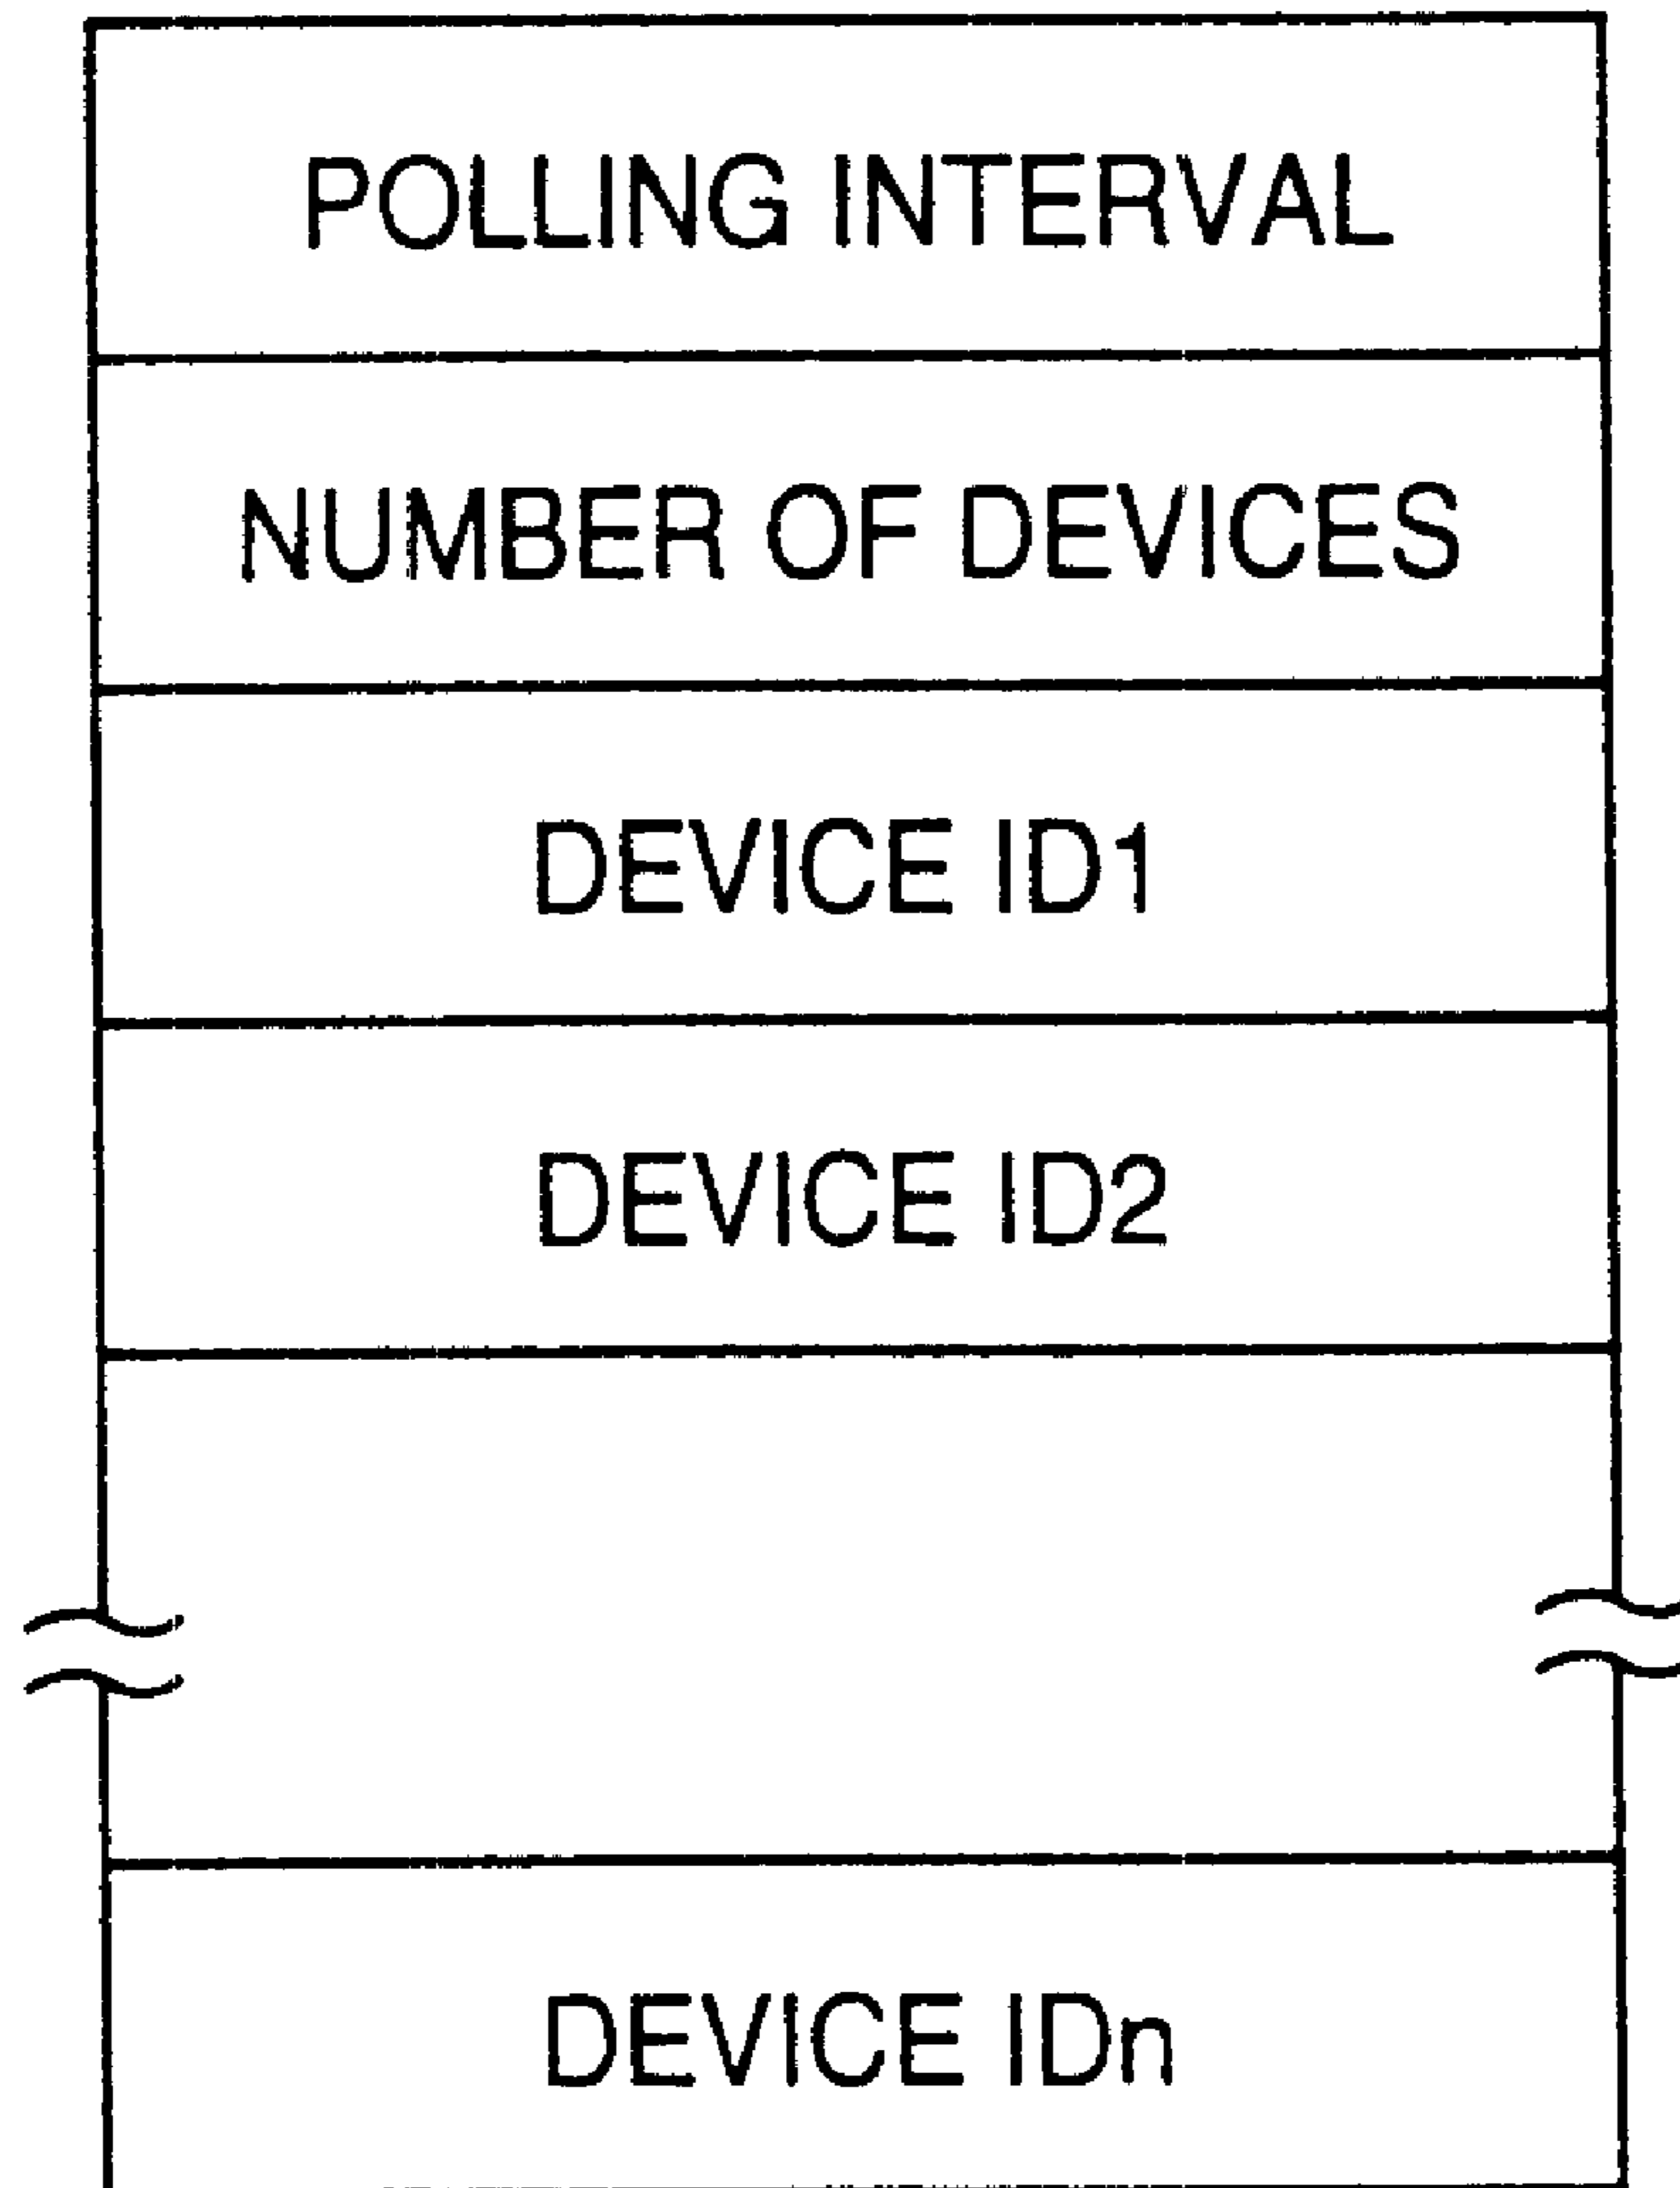 POLLING INTERVAL
NUMBER OF DEVICES
DEVICE ID1
DEVICE ID2
DEVICE IDn